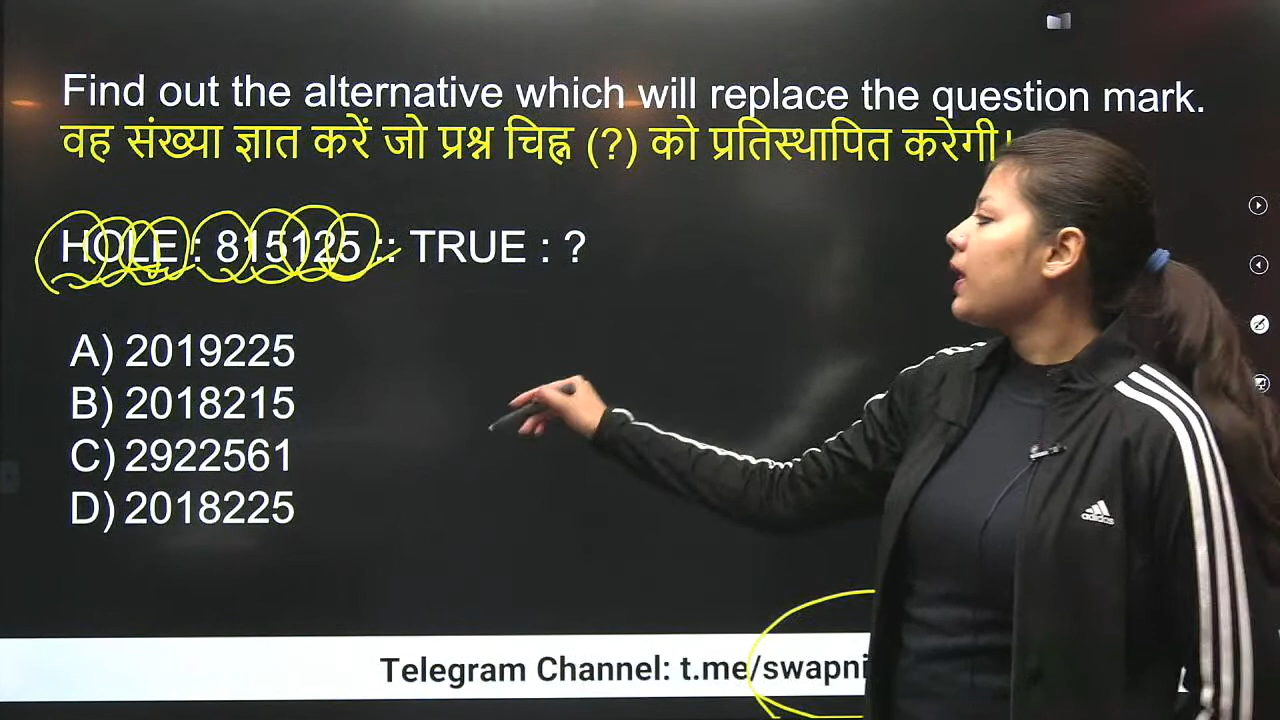 Find out the alternative which will replace the question mark.
वह संख्या ज्ञात करें जो प्रश्न चिह्न (?) को प्रतिस्थापित करेगी।
HOLE : 815125 :: TRUE : ?
A) 2019225
B) 2018215
C) 2922561
D) 2018225
adidas
Telegram Channel: t.me/swapni